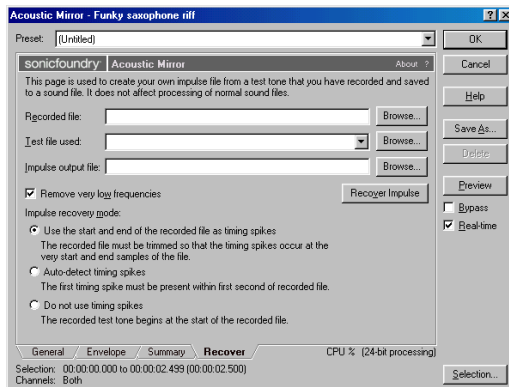 Acoustic Mirror - Funky saxophone riff
Preset: (Untitled)
OK
sonicfoundry Acoustic Mirror About ?
Cancel
This page is used to create your own impulse file from a test tone that you have recorded and saved
to a sound file. It does not affect processing of normal sound files.
Help
Recorded file: Browse...
Save As...
Test file used: Browse...
Delete
Impulse output file: Browse...
Preview
Remove very low frequencies Recover Impulse
Bypass
Impulse recovery mode:
Real-time
Use the start and end of the recorded file as timing spikes
The recorded file must be trimmed so that the timing spikes occur at the
very start and end samples of the file.
Auto-detect timing spikes
The first timing spike must be present within first second of recorded file.
Do not use timing spikes
The recorded test tone begins at the start of the recorded file.
General Envelope Summary Recover CPU % (24-bit processing)
Selection: 00:00:00.000 to 00:00:02.499 (00:00:02.500)
Channels: Both
Selection...